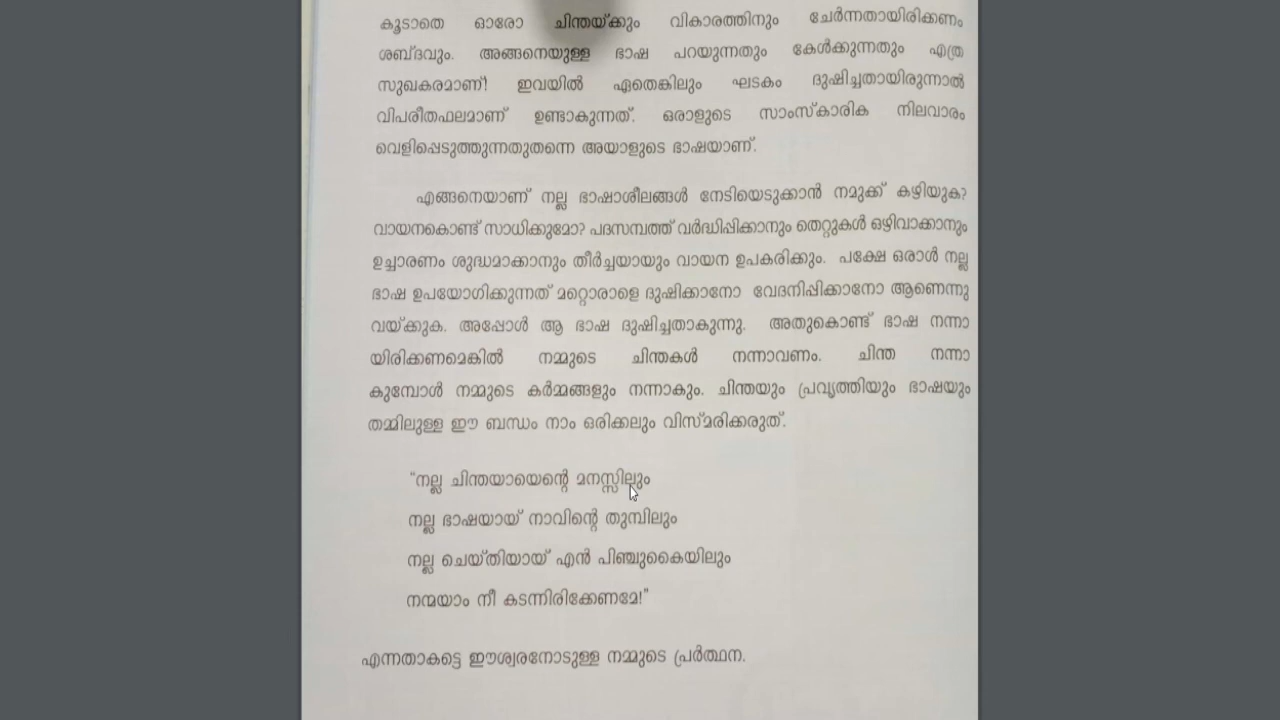 കൂടാതെ ഓരോ ചിന്തയ്ക്കും വികാരത്തിനും ചേർന്നതായിരിക്കണം
ശബ്ദവും. അങ്ങനെയുള്ള ഭാഷ പറയുന്നതും കേൾക്കുന്നതും എത്ര
സുഖകരമാണ്! ഇവയിൽ ഏതെങ്കിലും ഘടകം ദുഷിച്ചതായിരുന്നാൽ
വിപരീതഫലമാണ് ഉണ്ടാകുന്നത്. ഒരാളുടെ സാംസ്കാരിക നിലവാരം
വെളിപ്പെടുത്തുന്നതുതന്നെ അയാളുടെ ഭാഷയാണ്.
എങ്ങനെയാണ് നല്ല ഭാഷാശീലങ്ങൾ നേടിയെടുക്കാൻ നമുക്ക് കഴിയുക?
വായനകൊണ്ട് സാധിക്കുമോ? പദസമ്പത്ത് വർദ്ധിപ്പിക്കാനും തെറ്റുകൾ ഒഴിവാക്കാനും
ഉച്ചാരണം ശുദ്ധമാക്കാനും തീർച്ചയായും വായന ഉപകരിക്കും. പക്ഷേ ഒരാൾ നല്ല
ഭാഷ ഉപയോഗിക്കുന്നത് മറ്റൊരാളെ ദുഷിക്കാനോ വേദനിപ്പിക്കാനോ ആണെന്നു
വയ്ക്കുക. അപ്പോൾ ആ ഭാഷ ദുഷിച്ചതാകുന്നു. അതുകൊണ്ട് ഭാഷ നന്നാ
യിരിക്കണമെങ്കിൽ നമ്മുടെ ചിന്തകൾ നന്നാവണം. ചിന്ത നന്നാ
കുമ്പോൾ നമ്മുടെ കർമ്മങ്ങളും നന്നാകും. ചിന്തയും പ്രവൃത്തിയും ഭാഷയും
തമ്മിലുള്ള ഈ ബന്ധം നാം ഒരിക്കലും വിസ്മരിക്കരുത്.
“നല്ല ചിന്തയായെന്റെ മനസ്സിലും
നല്ല ഭാഷയായ് നാവിന്റെ തുമ്പിലും
നല്ല ചെയ്തിയായ് എൻ പിഞ്ചുകൈയിലും
നന്മയാം നീ കടന്നിരിക്കേണമേ!”
എന്നതാകട്ടെ ഈശ്വരനോടുള്ള നമ്മുടെ പ്രർത്ഥന.